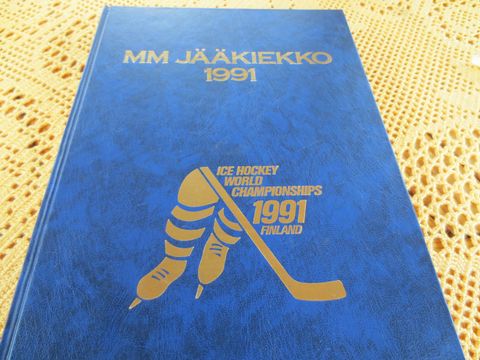 MM JÄÄKIEKKO
1991
ICE HOCKEY
WORLD
CHAMPIONSHIPS
1991
FINLAND